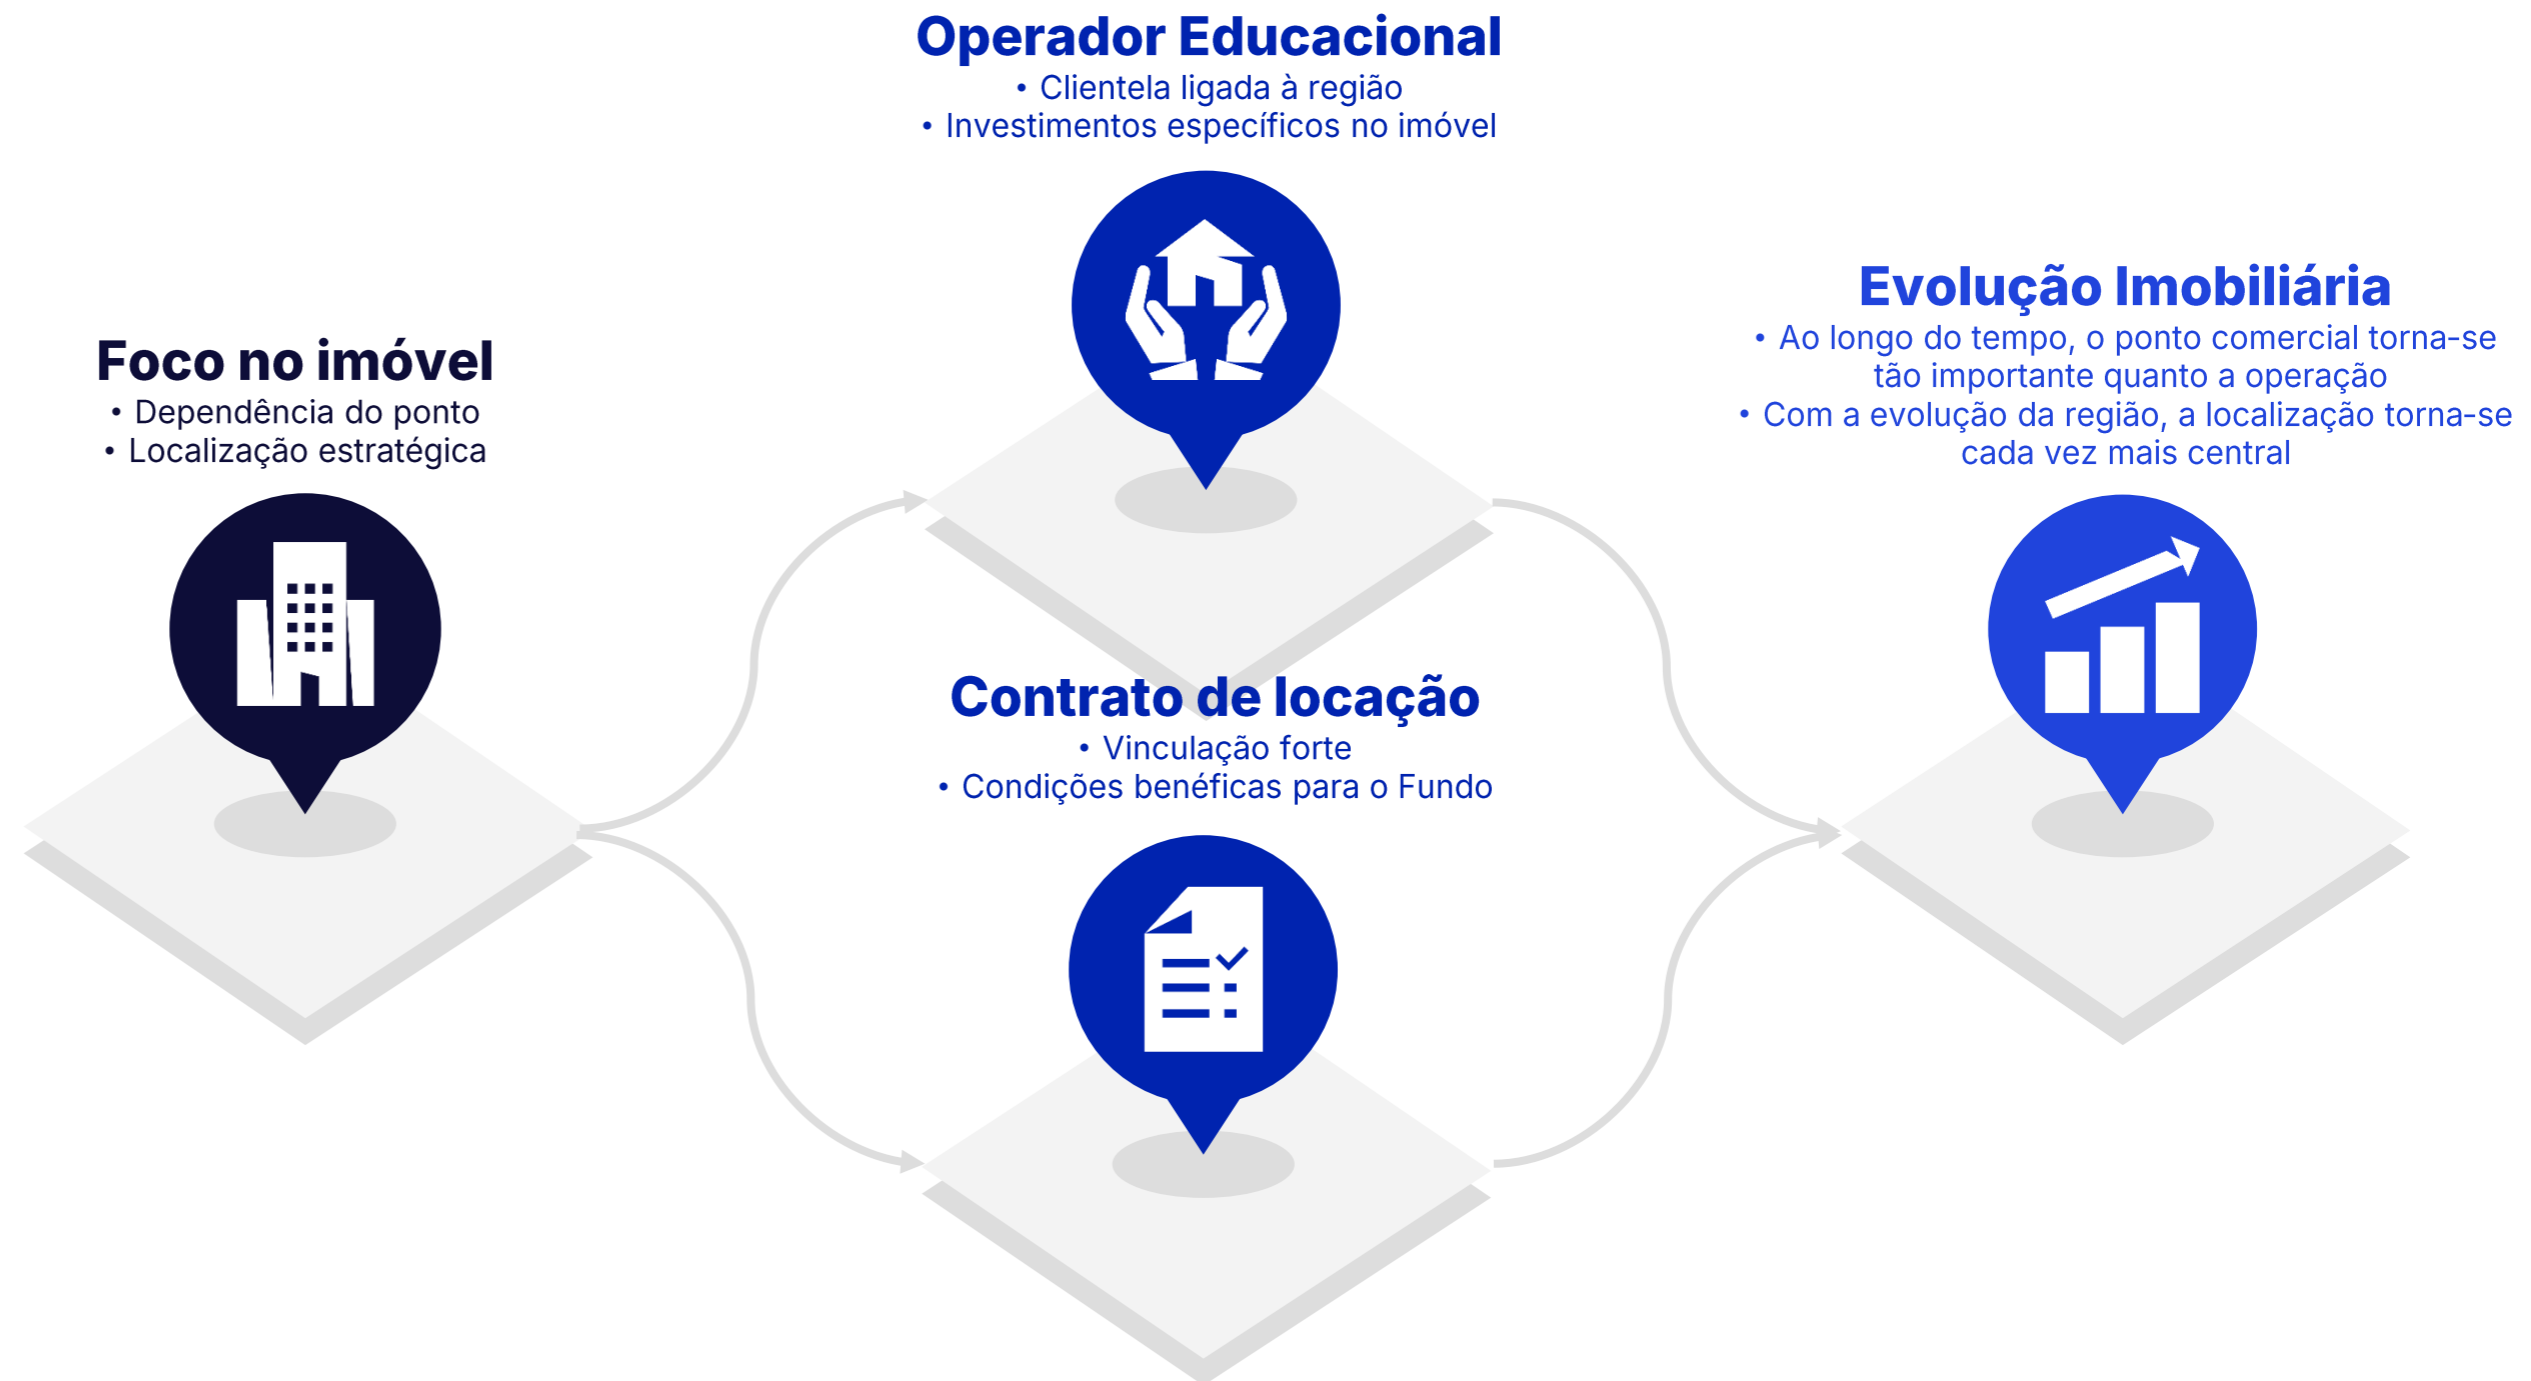 Operador Educacional
• Clientela ligada à região
• Investimentos específicos no imóvel
Foco no imóvel
• Dependência do ponto
• Localização estratégica
Contrato de locação
• Vinculação forte
• Condições benéficas para o Fundo
Evolução Imobiliária
• Ao longo do tempo, o ponto comercial torna-se
tão importante quanto a operação
• Com a evolução da região, a localização torna-se
cada vez mais central